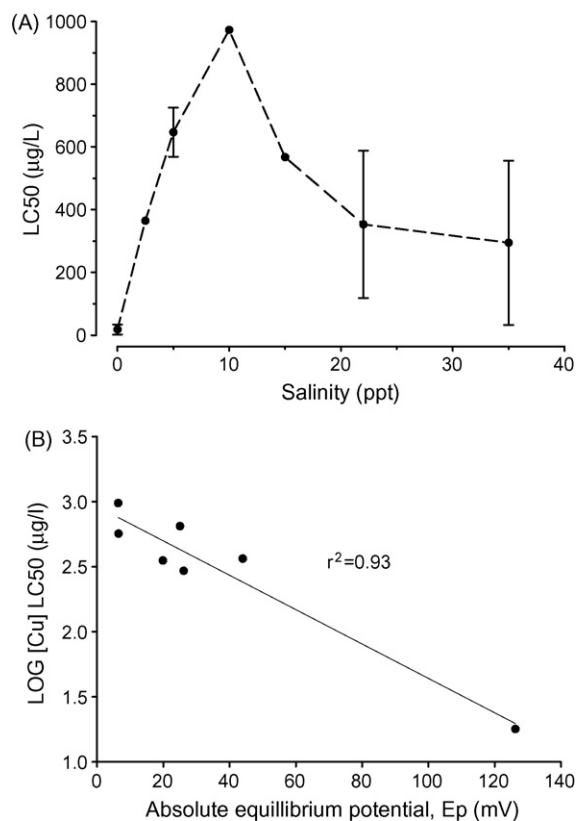 (A)
1000
800
600
400
200
0
LC50 (µg/L)
0 10 20 30 40
Salinity (ppt)
(B)
3.5
3.0
2.5
2.0
1.5
1.0
LOG [Cu] LC50 (µg/l)
r²=0.93
0 20 40 60 80 100 120 140
Absolute equillibrium potential, Ep (mV)